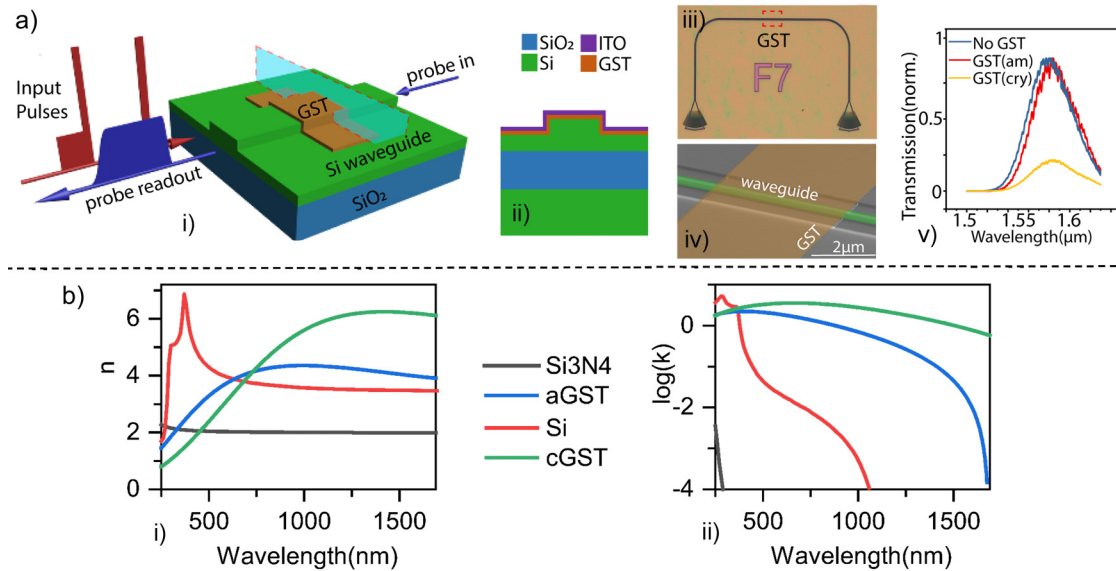 a)
Input
Pulses
GST
probe in
Si waveguide
probe readout
SiO₂
i)
SiO₂
ITO
Si
GST
ii)
iii)
GST
F7
waveguide
GST
iv)
2μm
Transmission(norm.)
1
0.5
0
No GST
GST(am)
GST(cry)
1.5
1.55
1.6
v)
Wavelength(μm)
b)
n
6
4
2
0
i)
500
1000
1500
Wavelength(nm)
Si3N4
aGST
Si
cGST
log(k)
0
-2
-4
ii)
500
1000
1500
Wavelength(nm)